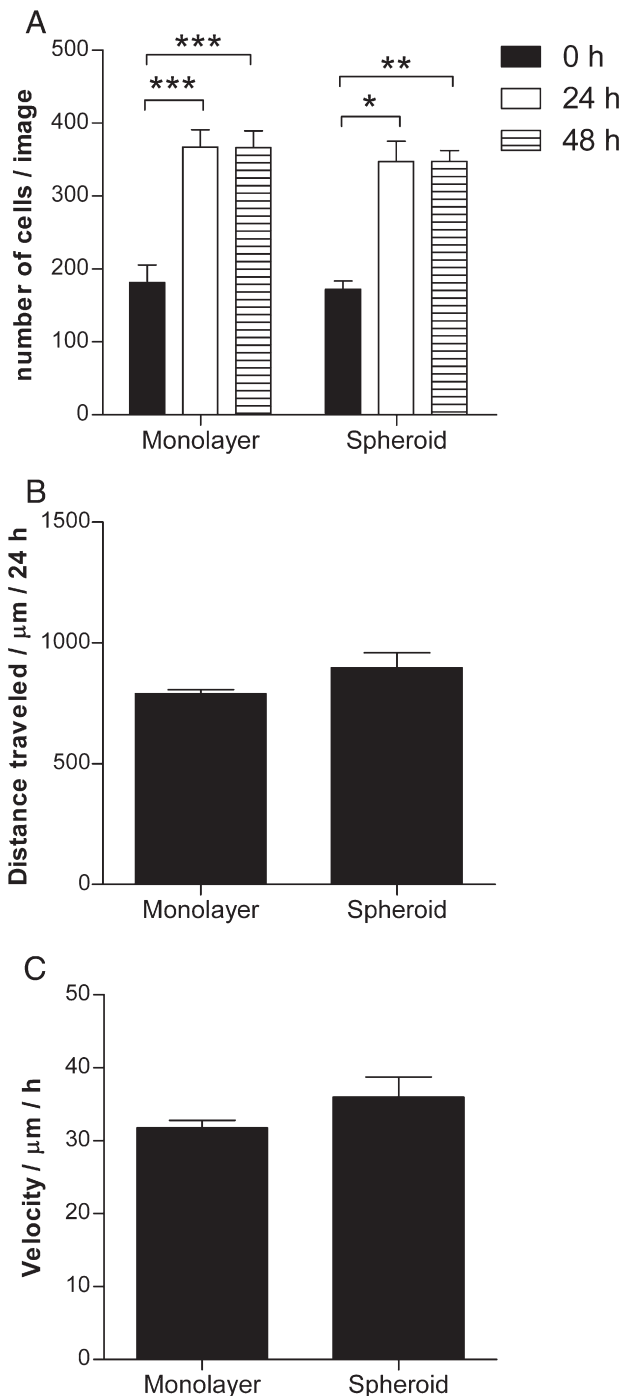 A
500
400
300
200
100
0
number of cells / image
***
***
**
*
0 h
24 h
48 h
Monolayer
Spheroid
B
1500
1000
500
0
Distance traveled / µm / 24 h
Monolayer
Spheroid
C
50
40
30
20
10
0
Velocity / µm / h
Monolayer
Spheroid